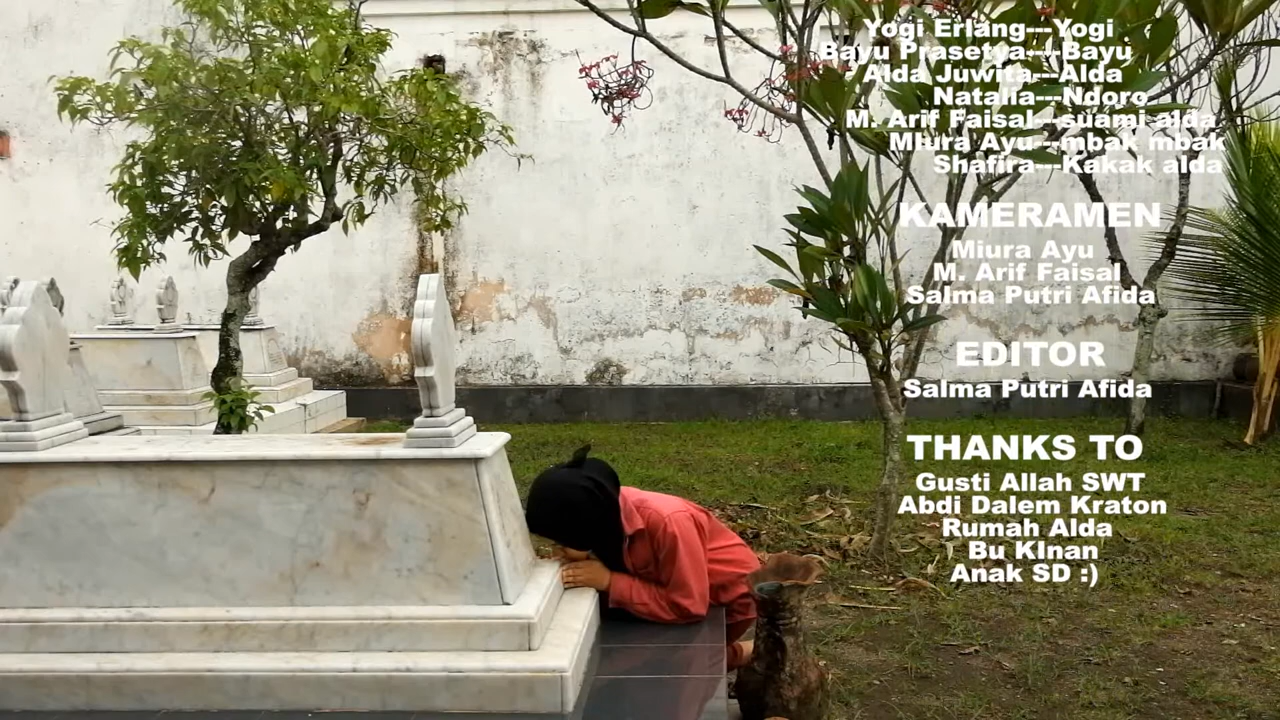 Yogi Erlang---Yogi
Bayu Prasetya----Bayu
Alda Juwita---Alda
Natalia---Ndoro
M. Arif Faisal---suami alda
Miura Ayu---mbak mbak
Shafira---Kakak alda
KAMERAMEN
Miura Ayu
M. Arif Faisal
Salma Putri Afida
EDITOR
Salma Putri Afida
THANKS TO
Gusti Allah SWT
Abdi Dalem Kraton
Rumah Alda
Bu KInan
Anak SD :)